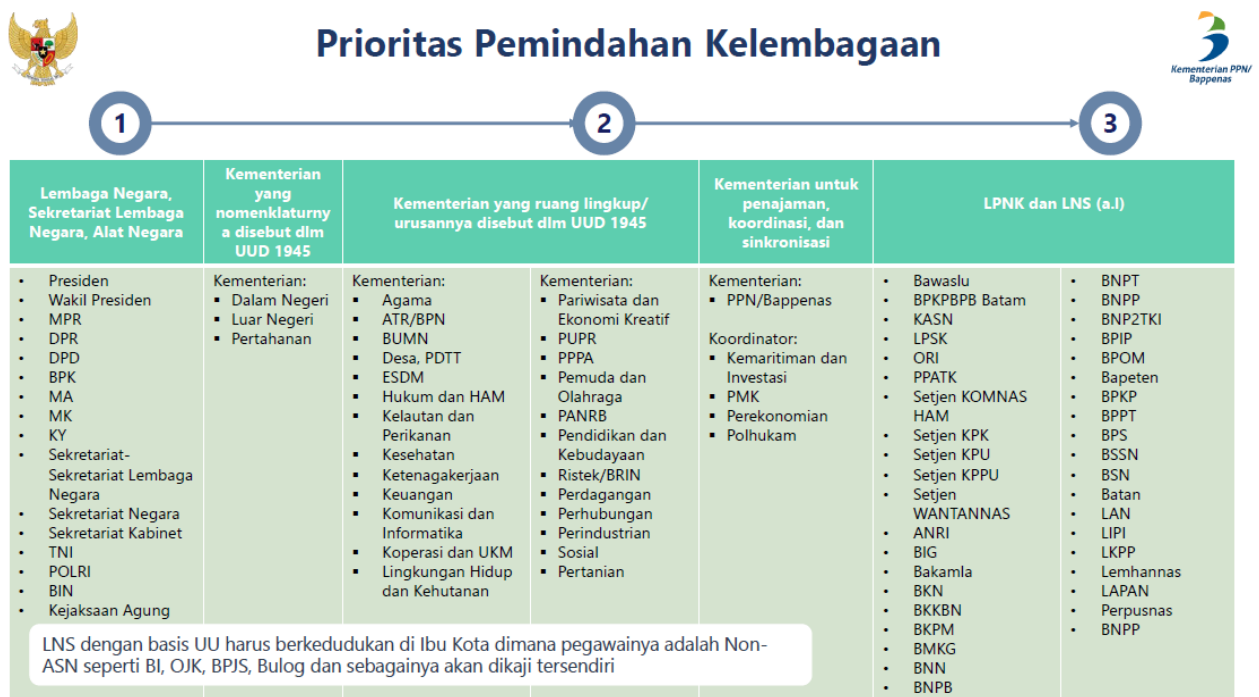 Prioritas Pemindahan Kelembagaan
Kementerian PPN/
Bappenas
1
2
3
Lembaga Negara,
Sekretariat Lembaga
Negara, Alat Negara
Kementerian
yang
nomenklaturny
a disebut dlm
UUD 1945
Kementerian yang ruang lingkup/
urusannya disebut dlm UUD 1945
Kementerian untuk
penajaman,
koordinasi, dan
sinkronisasi
LPNK dan LNS (a.l)
• Presiden
• Wakil Presiden
• MPR
• DPR
• DPD
• BPK
• MA
• MK
• KY
• Sekretariat-
Sekretariat Lembaga
Negara
• Sekretariat Negara
• Sekretariat Kabinet
• TNI
• POLRI
• BIN
• Kejaksaan Agung
Kementerian:
▪ Dalam Negeri
▪ Luar Negeri
▪ Pertahanan
Kementerian:
▪ Agama
▪ ATR/BPN
▪ BUMN
▪ Desa, PDTT
▪ ESDM
▪ Hukum dan HAM
▪ Kelautan dan
Perikanan
▪ Kesehatan
▪ Ketenagakerjaan
▪ Keuangan
▪ Komunikasi dan
Informatika
▪ Koperasi dan UKM
▪ Lingkungan Hidup
dan Kehutanan
Kementerian:
▪ Pariwisata dan
Ekonomi Kreatif
▪ PUPR
▪ PPPA
▪ Pemuda dan
Olahraga
▪ PANRB
▪ Pendidikan dan
Kebudayaan
▪ Ristek/BRIN
▪ Perdagangan
▪ Perhubungan
▪ Perindustrian
▪ Sosial
▪ Pertanian
Kementerian:
▪ PPN/Bappenas
Koordinator:
▪ Kemaritiman dan
Investasi
▪ PMK
▪ Perekonomian
▪ Polhukam
• Bawaslu
• BPKPBPB Batam
• KASN
• LPSK
• ORI
• PPATK
• Setjen KOMNAS
HAM
• Setjen KPK
• Setjen KPU
• Setjen KPPU
• Setjen
WANTANNAS
• ANRI
• BIG
• Bakamla
• BKN
• BKKBN
• BKPM
• BMKG
• BNN
• BNPB
• BNPT
• BNPP
• BNP2TKI
• BPIP
• BPOM
• Bapeten
• BPKP
• BPPT
• BPS
• BSSN
• BSN
• Batan
• LAN
• LIPI
• LKPP
• Lemhannas
• LAPAN
• Perpusnas
• BNPP
LNS dengan basis UU harus berkedudukan di Ibu Kota dimana pegawainya adalah Non-
ASN seperti BI, OJK, BPJS, Bulog dan sebagainya akan dikaji tersendiri